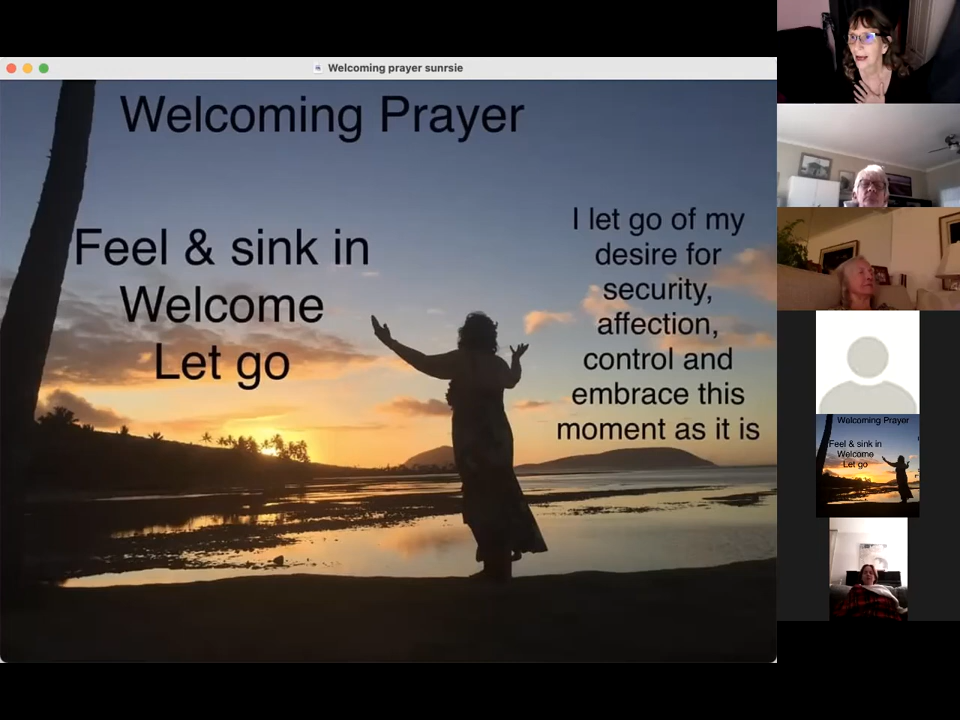 Welcoming prayer sunrsie
Welcoming Prayer
Feel & sink in
Welcome
Let go
I let go of my
desire for
security,
affection,
control and
embrace this
moment as it is
Welcoming Prayer
Feel & sink in
Welcome
Let go